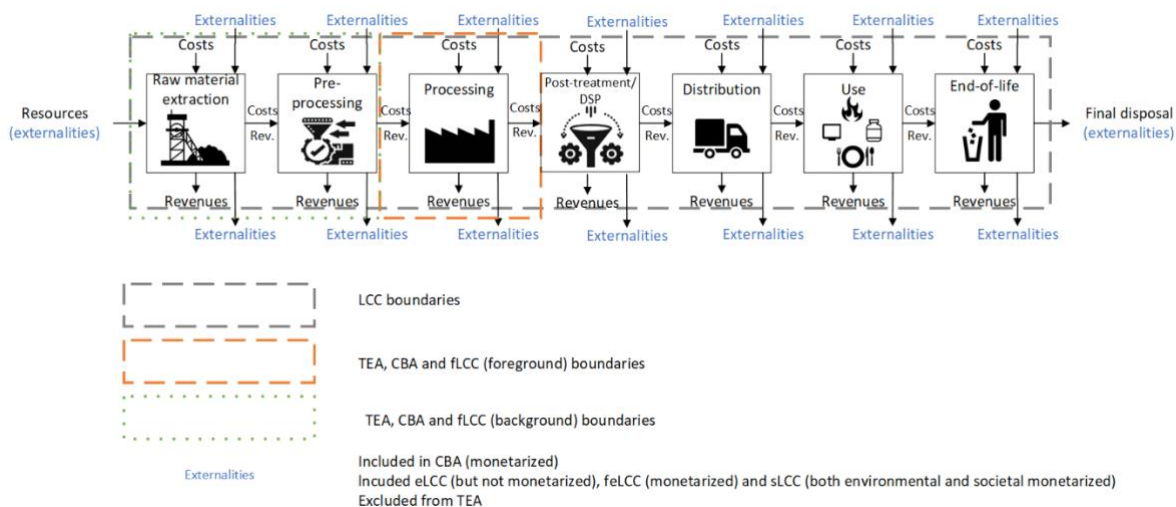 Externalities Externalities Externalities Externalities Externalities Externalities Externalities
Costs Costs Costs Costs Costs Costs Costs
Resources
(externalities)
Raw material
extraction
Costs
Rev.
Pre-
processing
Costs
Rev.
Processing
Costs
Rev.
Post-treatment/
DSP
Costs
Rev.
Distribution
Costs
Rev.
Use
Costs
Rev.
End-of-life
Final disposal
(externalities)
Revenues Revenues Revenues Revenues Revenues Revenues Revenues
Externalities Externalities Externalities Externalities Externalities Externalities Externalities
LCC boundaries
TEA, CBA and fLCC (foreground) boundaries
TEA, CBA and fLCC (background) boundaries
Externalities
Included in CBA (monetarized)
Incuded eLCC (but not monetarized), feLCC (monetarized) and sLCC (both environmental and societal monetarized)
Excluded from TEA